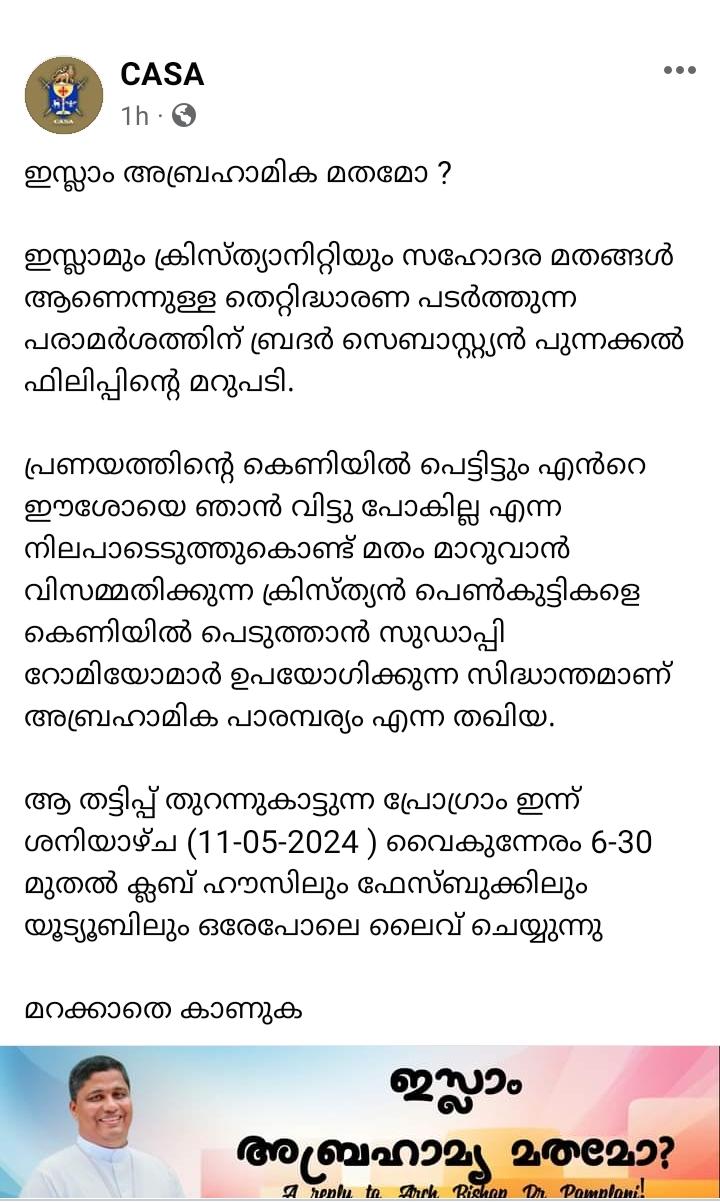 CASA
1h ·
ഇസ്ലാം അബ്രഹാമിക മതമോ ?
ഇസ്ലാമും ക്രിസ്ത്യാനിറ്റിയും സഹോദര മതങ്ങൾ
ആണെന്നുള്ള തെറ്റിദ്ധാരണ പടർത്തുന്ന
പരാമർശത്തിന് ബ്രദർ സെബാസ്റ്റ്യൻ പുന്നക്കൽ
ഫിലിപ്പിന്റെ മറുപടി.
പ്രണയത്തിന്റെ കെണിയിൽ പെട്ടിട്ടും എൻറെ
ഈശോയെ ഞാൻ വിട്ടു പോകില്ല എന്ന
നിലപാടെടുത്തുകൊണ്ട് മതം മാറുവാൻ
വിസമ്മതിക്കുന്ന ക്രിസ്ത്യൻ പെൺകുട്ടികളെ
കെണിയിൽ പെടുത്താൻ സുഡാപ്പി
റോമിയോമാർ ഉപയോഗിക്കുന്ന സിദ്ധാന്തമാണ്
അബ്രഹാമിക പാരമ്പര്യം എന്ന തഖിയ.
ആ തട്ടിപ്പ് തുറന്നുകാട്ടുന്ന പ്രോഗ്രാം ഇന്ന്
ശനിയാഴ്ച (11-05-2024 ) വൈകുന്നേരം 6-30
മുതൽ ക്ലബ് ഹൗസിലും ഫേസ്ബുക്കിലും
യൂട്യൂബിലും ഒരേപോലെ ലൈവ് ചെയ്യുന്നു
മറക്കാതെ കാണുക
ഇസ്ലാം
അബ്രഹാമ്യ മതമോ?
A reply to Arch Bishop Dr. Pamplani!